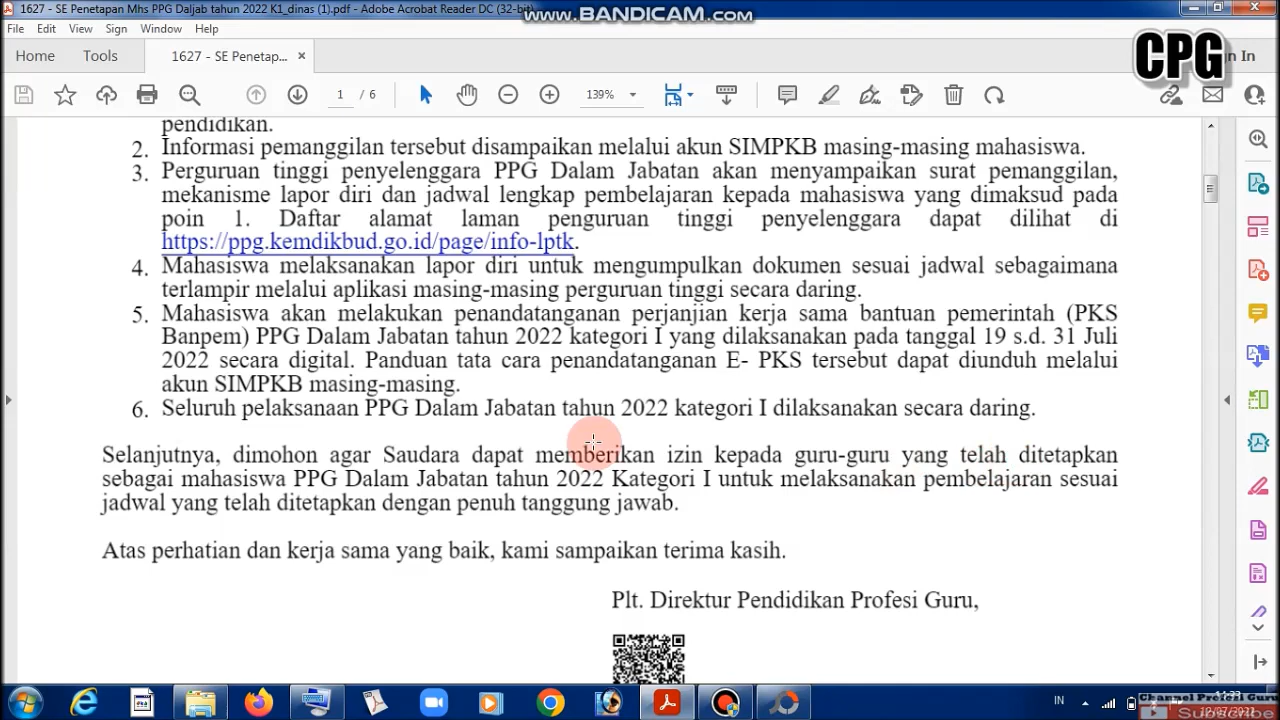 1627 - SE Penetapan Mhs PPG Daljab tahun 2022 K1_dinas (1).pdf - Adobe Acrobat Reader DC (32-bit)
www.BANDICAM.com
File Edit View Sign Window Help
Home Tools 1627 - SE Penetap... × Sign In
CPG
1 / 6 139%
pendidikan.
2. Informasi pemanggilan tersebut disampaikan melalui akun SIMPKB masing-masing mahasiswa.
3. Perguruan tinggi penyelenggara PPG Dalam Jabatan akan menyampaikan surat pemanggilan,
mekanisme lapor diri dan jadwal lengkap pembelajaran kepada mahasiswa yang dimaksud pada
poin 1. Daftar alamat laman penguruan tinggi penyelenggara dapat dilihat di
https://ppg.kemdikbud.go.id/page/info-lptk.
4. Mahasiswa melaksanakan lapor diri untuk mengumpulkan dokumen sesuai jadwal sebagaimana
terlampir melalui aplikasi masing-masing perguruan tinggi secara daring.
5. Mahasiswa akan melakukan penandatanganan perjanjian kerja sama bantuan pemerintah (PKS
Banpem) PPG Dalam Jabatan tahun 2022 kategori I yang dilaksanakan pada tanggal 19 s.d. 31 Juli
2022 secara digital. Panduan tata cara penandatanganan E- PKS tersebut dapat diunduh melalui
akun SIMPKB masing-masing.
6. Seluruh pelaksanaan PPG Dalam Jabatan tahun 2022 kategori I dilaksanakan secara daring.
Selanjutnya, dimohon agar Saudara dapat memberikan izin kepada guru-guru yang telah ditetapkan
sebagai mahasiswa PPG Dalam Jabatan tahun 2022 Kategori I untuk melaksanakan pembelajaran sesuai
jadwal yang telah ditetapkan dengan penuh tanggung jawab.
Atas perhatian dan kerja sama yang baik, kami sampaikan terima kasih.
Plt. Direktur Pendidikan Profesi Guru,
IN
Channel Profesi Guru
Subscribe